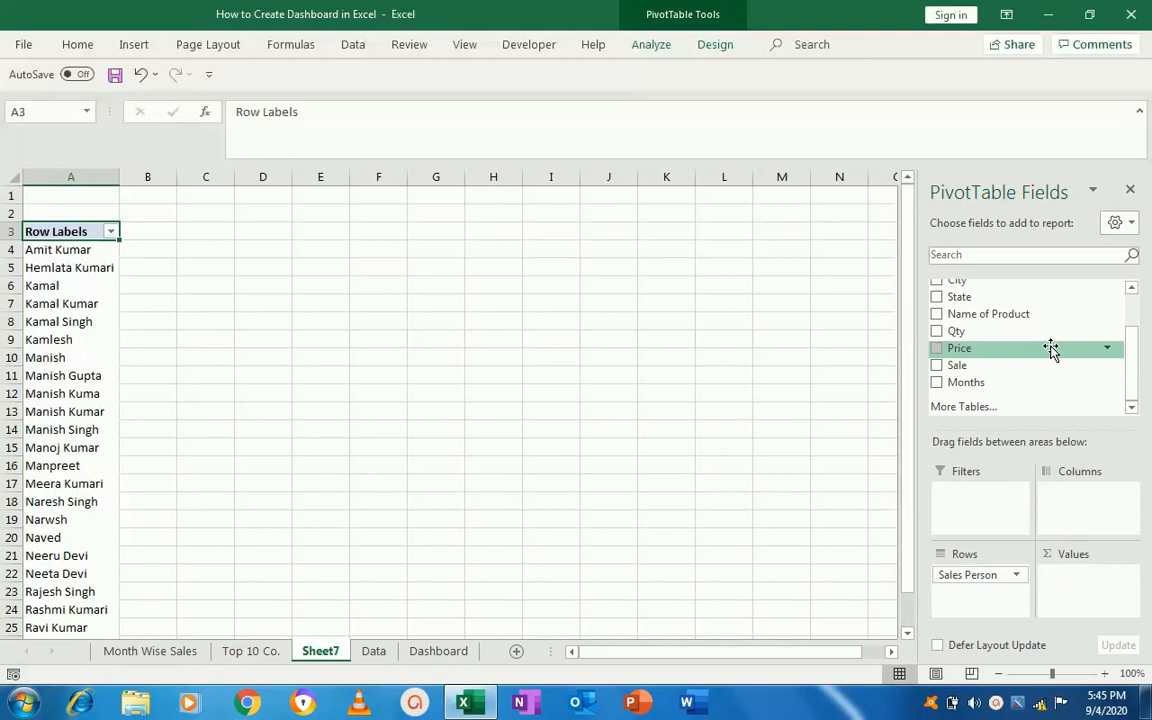 How to Create Dashboard in Excel - Excel
PivotTable Tools
Sign in
File Home Insert Page Layout Formulas Data Review View Developer Help Analyze Design Search Share Comments
AutoSave Off
A3
fx
Row Labels
A B C D E F G H I J K L M N
1
2
3 Row Labels
4 Amit Kumar
5 Hemlata Kumari
6 Kamal
7 Kamal Kumar
8 Kamal Singh
9 Kamlesh
10 Manish
11 Manish Gupta
12 Manish Kuma
13 Manish Kumar
14 Manish Singh
15 Manoj Kumar
16 Manpreet
17 Meera Kumari
18 Naresh Singh
19 Narwsh
20 Naved
21 Neeru Devi
22 Neeta Devi
23 Rajesh Singh
24 Rashmi Kumari
25 Ravi Kumar
PivotTable Fields
Choose fields to add to report:
Search
City
State
Name of Product
Qty
Price
Sale
Months
More Tables...
Drag fields between areas below:
Filters Columns
Rows Σ Values
Sales Person
Defer Layout Update Update
Month Wise Sales Top 10 Co. Sheet7 Data Dashboard
100%
5:45 PM
9/4/2020